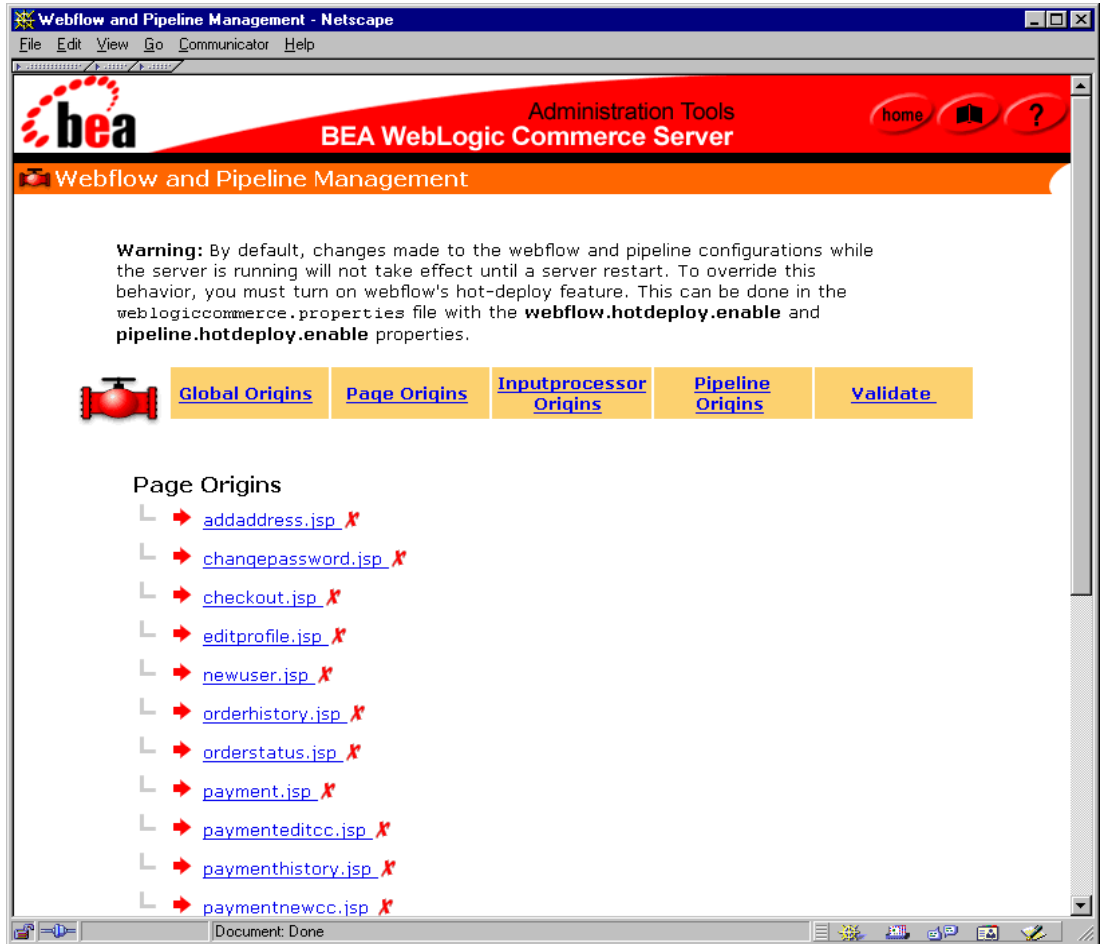 Webflow and Pipeline Management - Netscape
File Edit View Go Communicator Help
bea
Administration Tools
BEA WebLogic Commerce Server
home
?
Webflow and Pipeline Management
Warning: By default, changes made to the webflow and pipeline configurations while
the server is running will not take effect until a server restart. To override this
behavior, you must turn on webflow's hot-deploy feature. This can be done in the
weblogiccommerce.properties file with the webflow.hotdeploy.enable and
pipeline.hotdeploy.enable properties.
Global Origins
Page Origins
Inputprocessor
Origins
Pipeline
Origins
Validate
Page Origins
addaddress.jsp
changepassword.jsp
checkout.jsp
editprofile.jsp
newuser.jsp
orderhistory.jsp
orderstatus.jsp
payment.jsp
paymenteditcc.jsp
paymenthistory.jsp
paymentnewcc.jsp
Document: Done